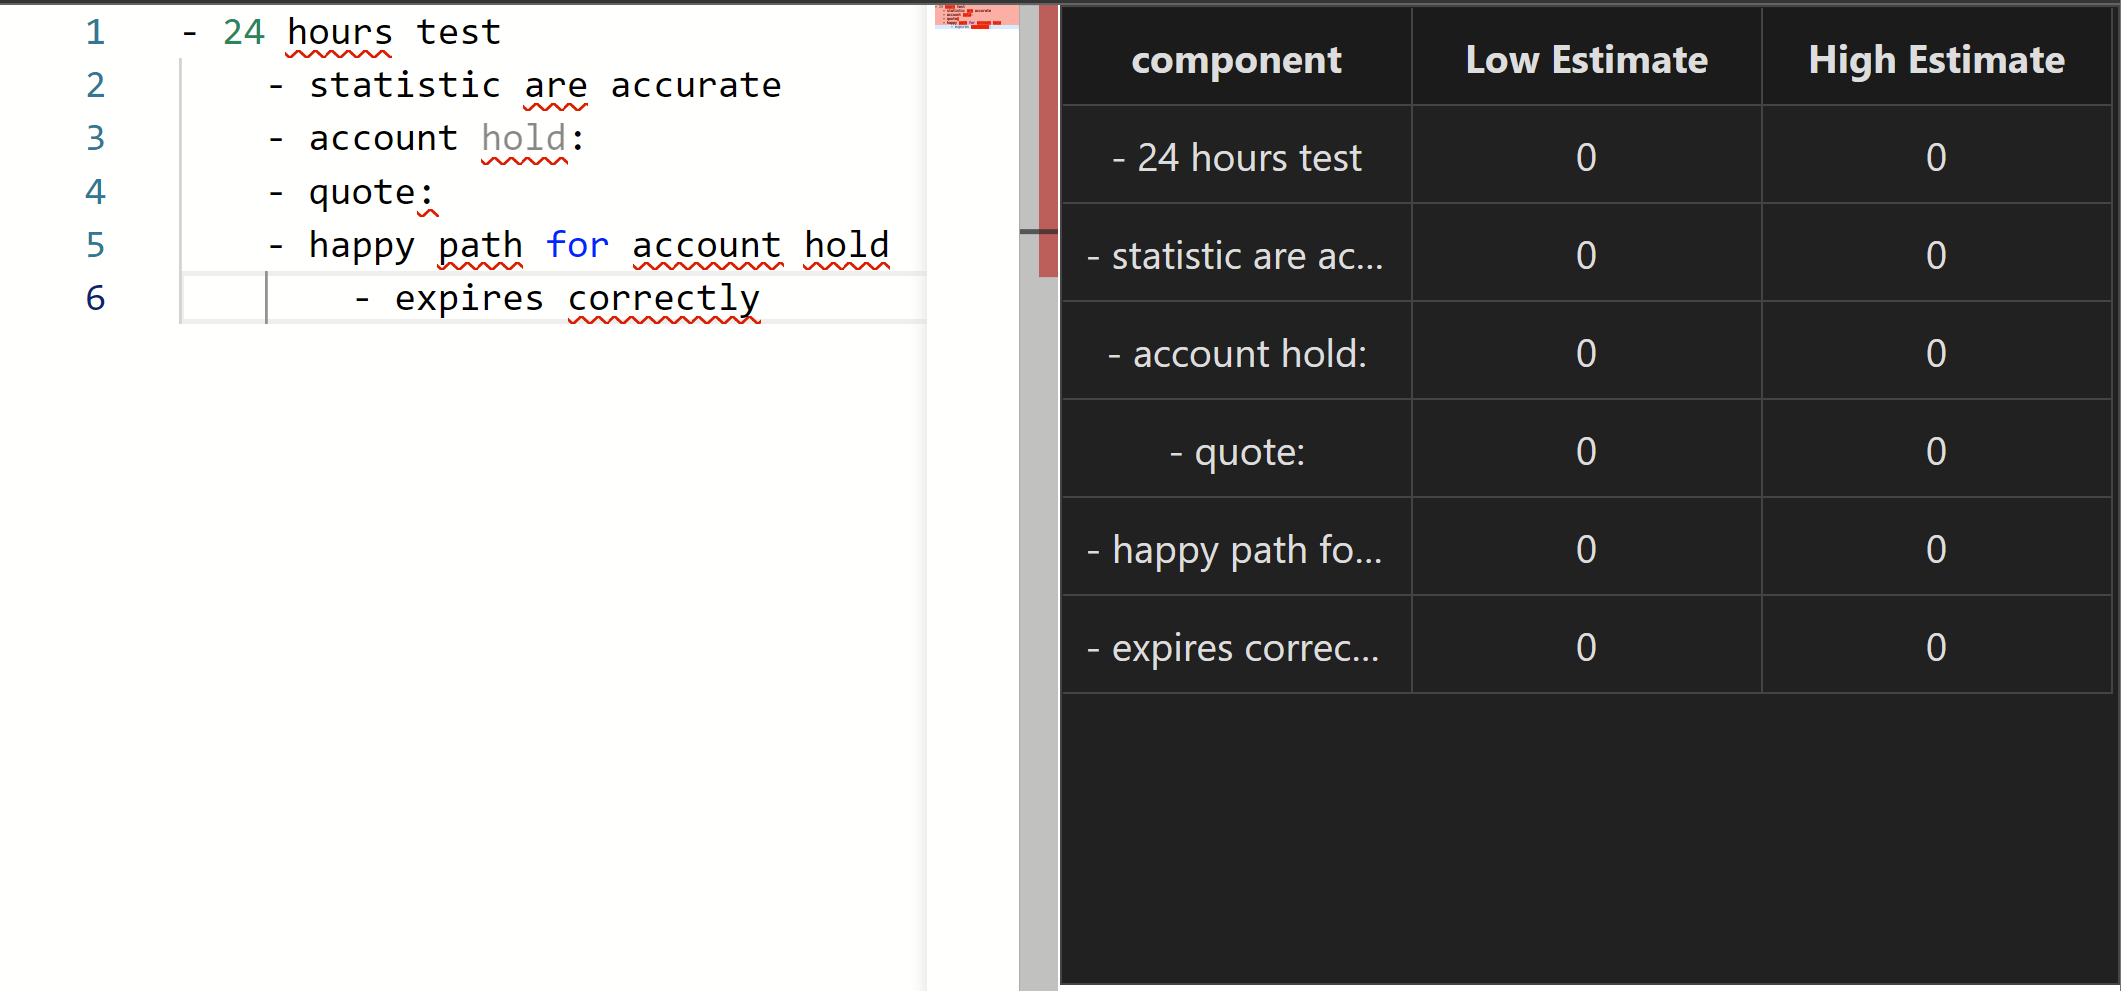 1 - 24 hours test
2 - statistic are accurate
3 - account hold:
4 - quote:
5 - happy path for account hold
6 - expires correctly
component Low Estimate High Estimate
- 24 hours test 0 0
- statistic are ac... 0 0
- account hold: 0 0
- quote: 0 0
- happy path fo... 0 0
- expires correc... 0 0